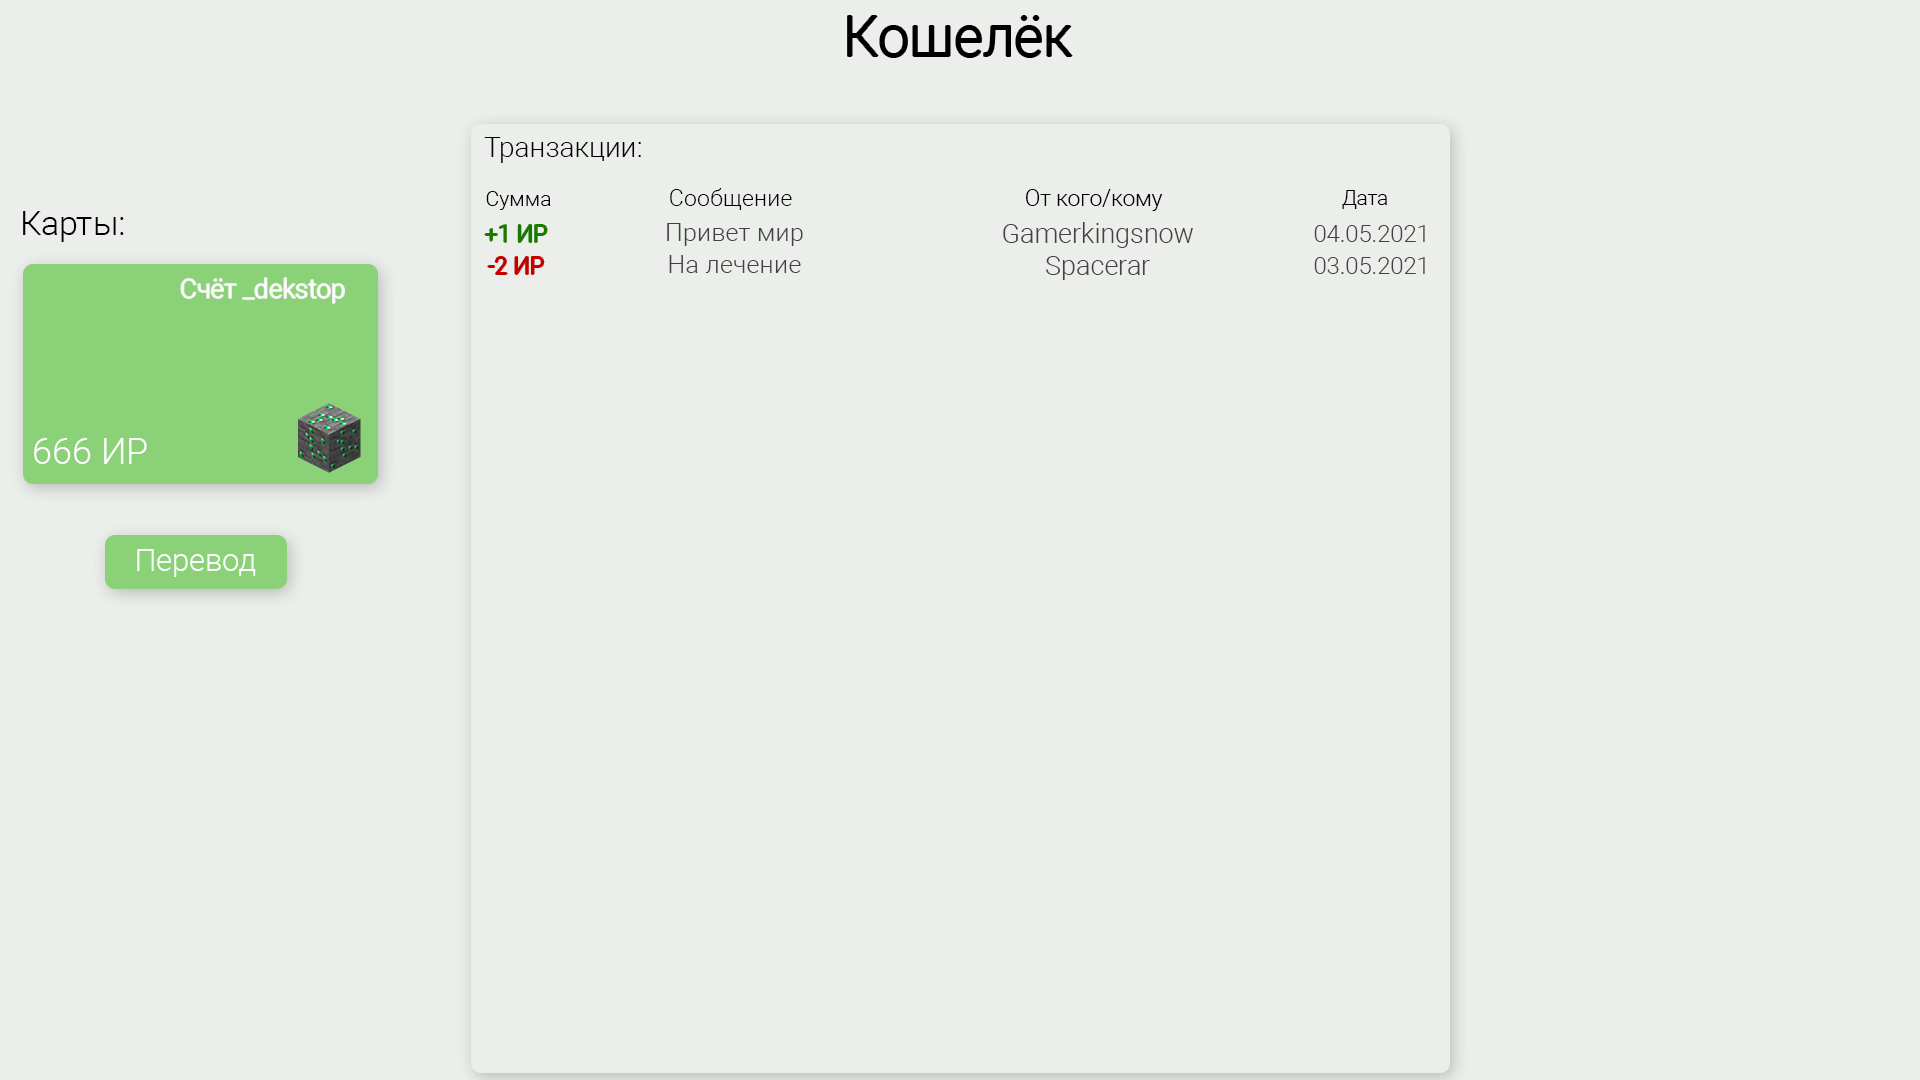 Кошелёк
Карты:
Счёт _dekstop
666 ИР
Перевод
Транзакции:
Сумма Сообщение От кого/кому Дата
+1 ИР Привет мир Gamerkingsnow 04.05.2021
-2 ИР На лечение Spacerar 03.05.2021